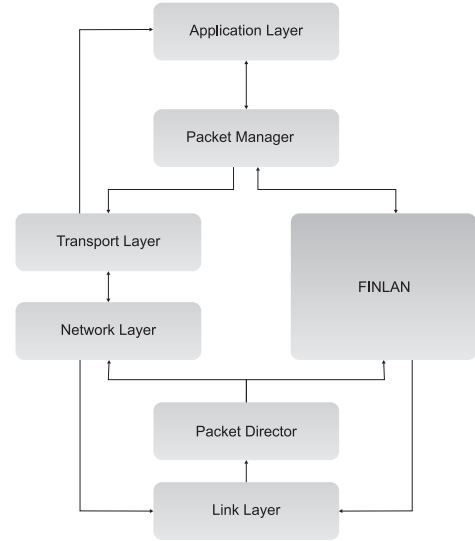 Application Layer
Packet Manager
Transport Layer
FINLAN
Network Layer
Packet Director
Link Layer